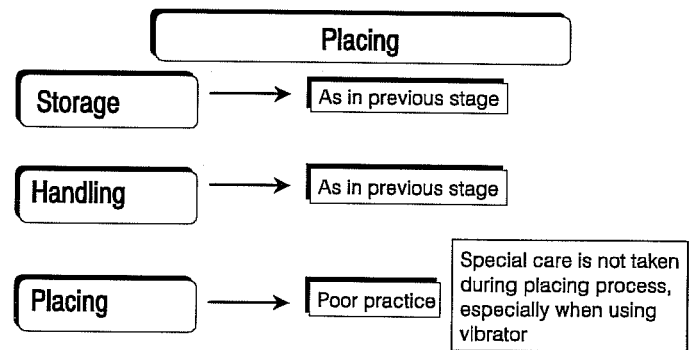 Placing
Storage
As in previous stage
Handling
As in previous stage
Placing
Poor practice
Special care is not taken
during placing process,
especially when using
vibrator